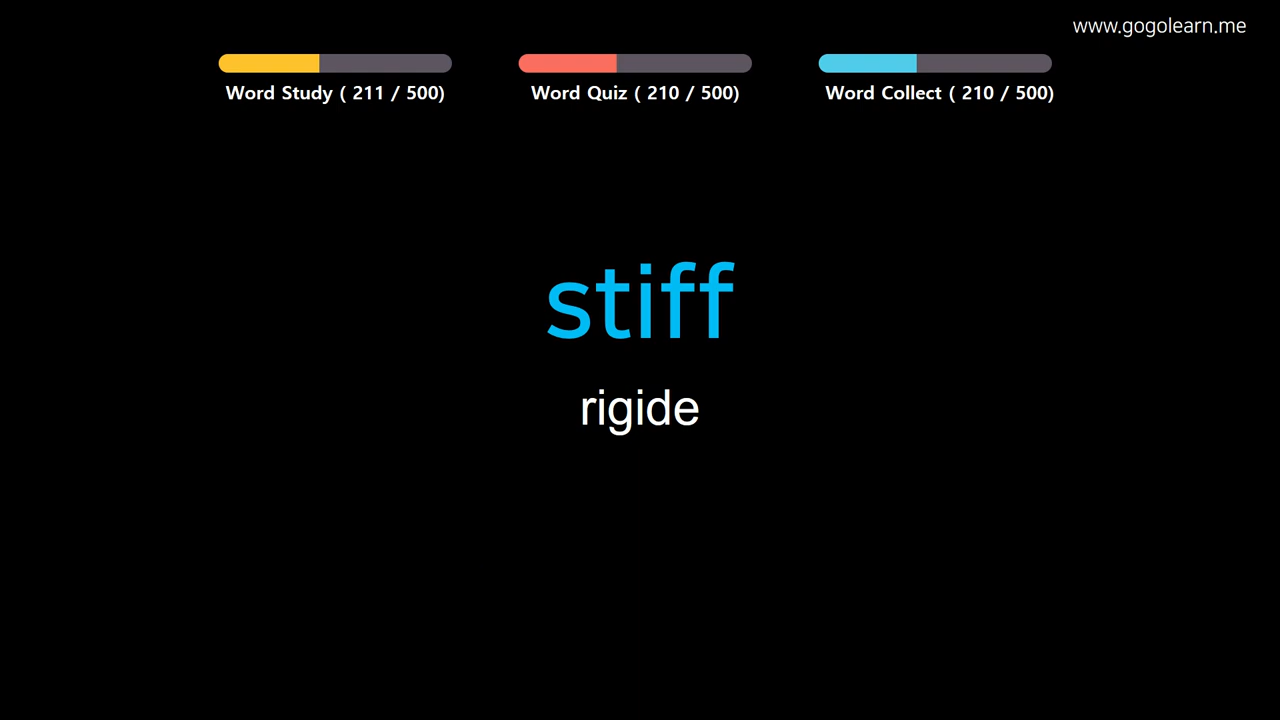 www.gogolearn.me
Word Study ( 211 / 500)
Word Quiz ( 210 / 500)
Word Collect ( 210 / 500)
stiff
rigide